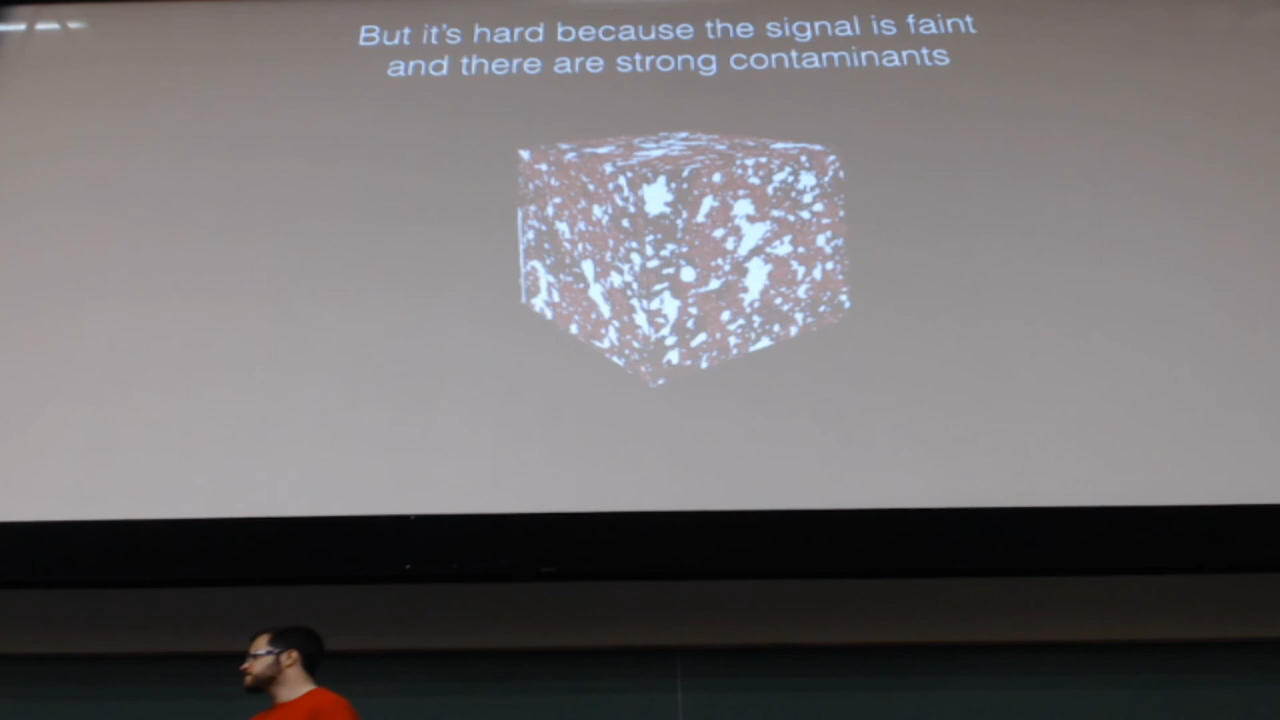 But it's hard because the signal is faint
and there are strong contaminants